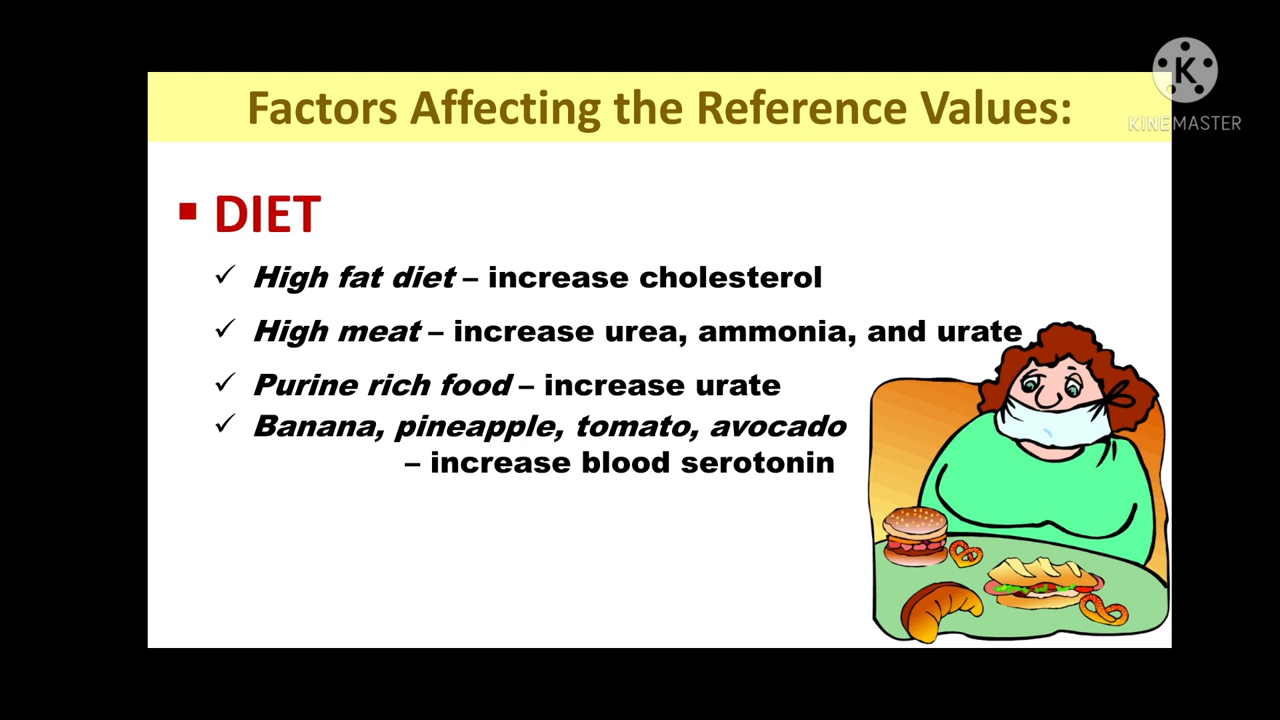 Factors Affecting the Reference Values:
K
KINEMASTER
▪ DIET
✓ High fat diet – increase cholesterol
✓ High meat – increase urea, ammonia, and urate
✓ Purine rich food – increase urate
✓ Banana, pineapple, tomato, avocado
– increase blood serotonin